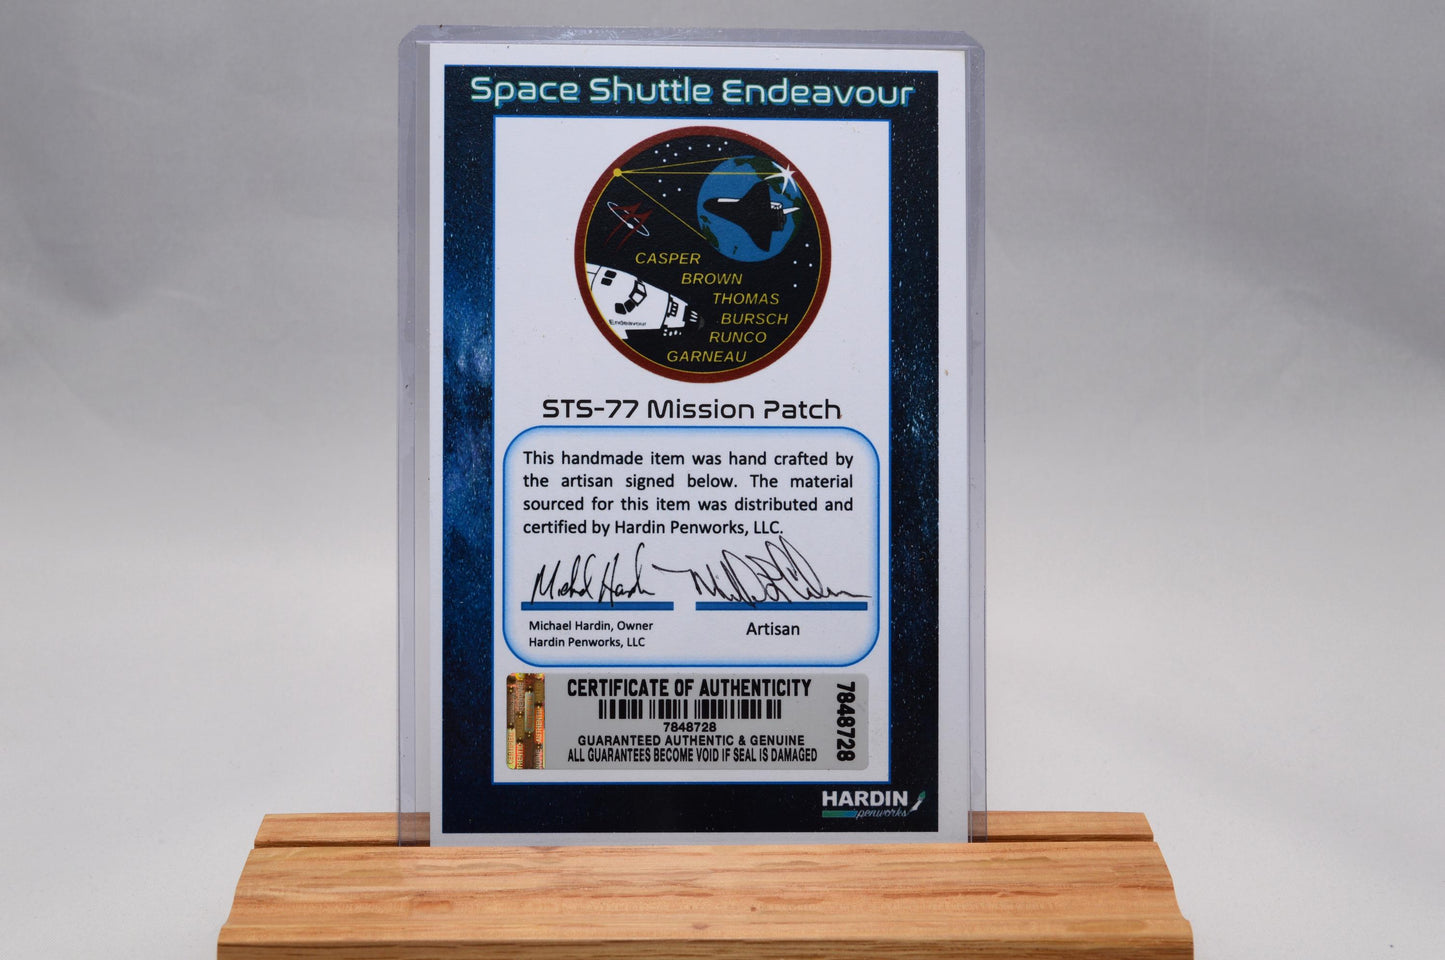 Space Shuttle Endeavour
CASPER
BROWN
THOMAS
BURSCH
RUNCO
GARNEAU
Endeavour
STS-77 Mission Patch
This handmade item was hand crafted by
the artisan signed below. The material
sourced for this item was distributed and
certified by Hardin Penworks, LLC.
Michael Hardin, Owner
Hardin Penworks, LLC
Artisan
CERTIFICATE OF AUTHENTICITY
7848728
GUARANTEED AUTHENTIC & GENUINE
ALL GUARANTEES BECOME VOID IF SEAL IS DAMAGED
7848728
HARDIN
penworks